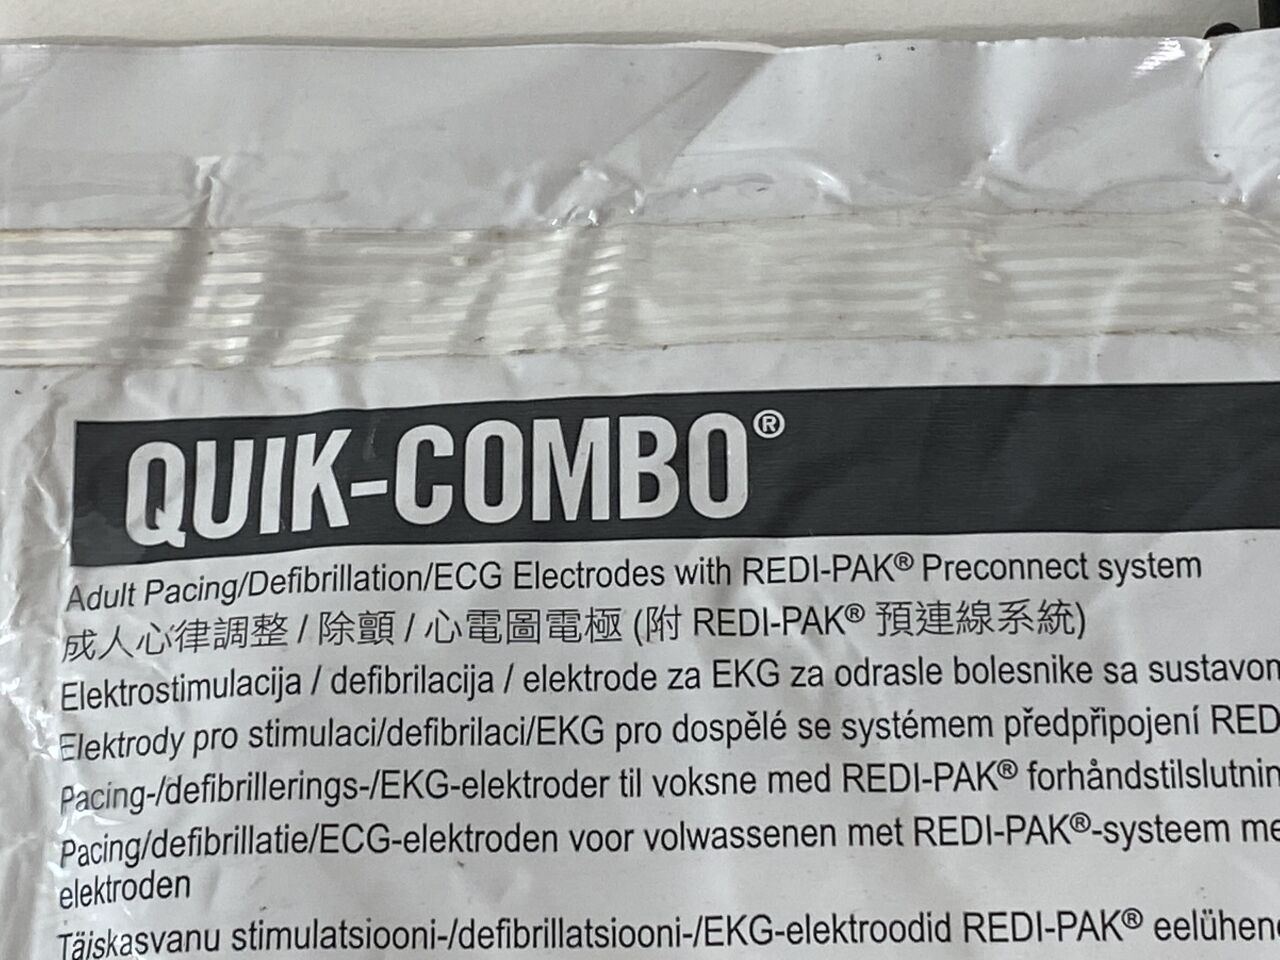 QUIK-COMBO®
Adult Pacing/Defibrillation/ECG Electrodes with REDI-PAK® Preconnect system
成人心律調整 / 除顫 / 心電圖電極 (附 REDI-PAK® 預連線系統)
Elektrostimulacija / defibrilacija / elektrode za EKG za odrasle bolesnike sa sustavom
Elektrody pro stimulaci/defibrilaci/EKG pro dospělé se systémem předpřipojení RED
Pacing-/defibrillerings-/EKG-elektroder til voksne med REDI-PAK® forhåndstilslutnin
Pacing/defibrillatie/ECG-elektroden voor volwassenen met REDI-PAK®-systeem me
elektroden
Täiskasvanu stimulatsiooni-/defibrillatsiooni-/EKG-elektroodid REDI-PAK® eelühen